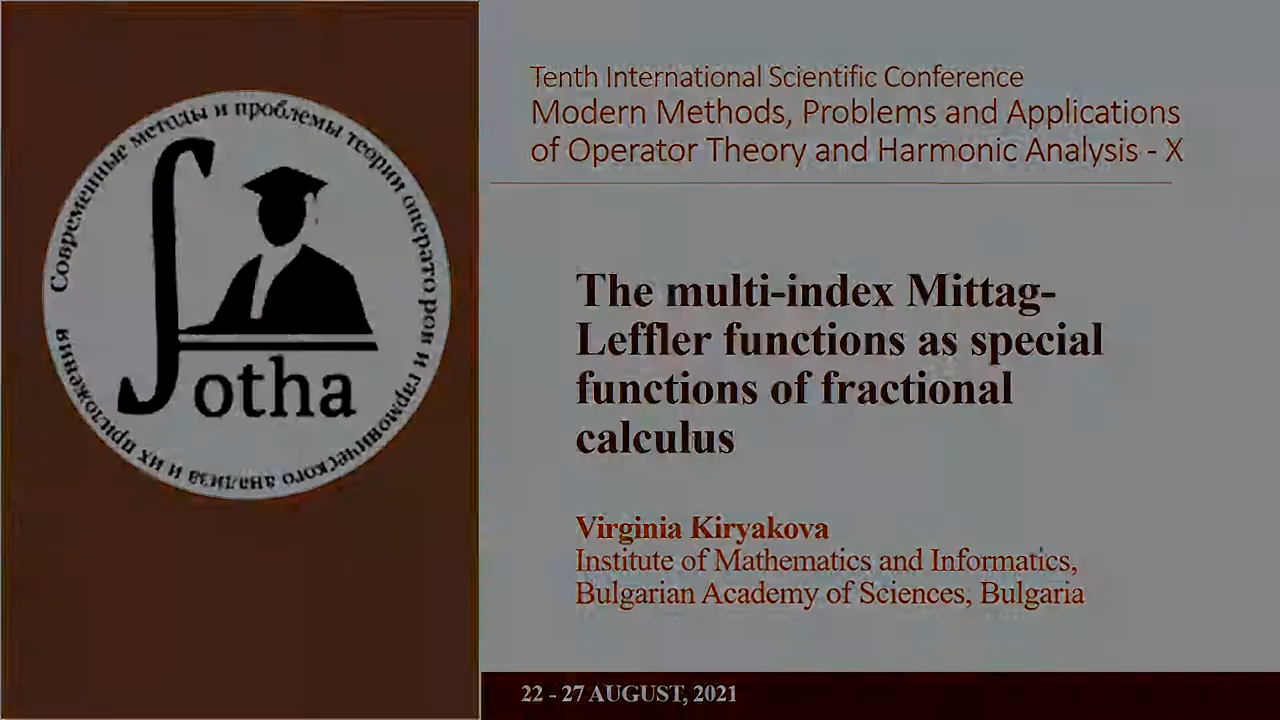 Современные методы и проблемы теории операторов и гармонического анализа и их приложения
otha
Tenth International Scientific Conference
Modern Methods, Problems and Applications
of Operator Theory and Harmonic Analysis - X
The multi-index Mittag-
Leffler functions as special
functions of fractional
calculus
Virginia Kiryakova
Institute of Mathematics and Informatics,
Bulgarian Academy of Sciences, Bulgaria
22 - 27 AUGUST, 2021